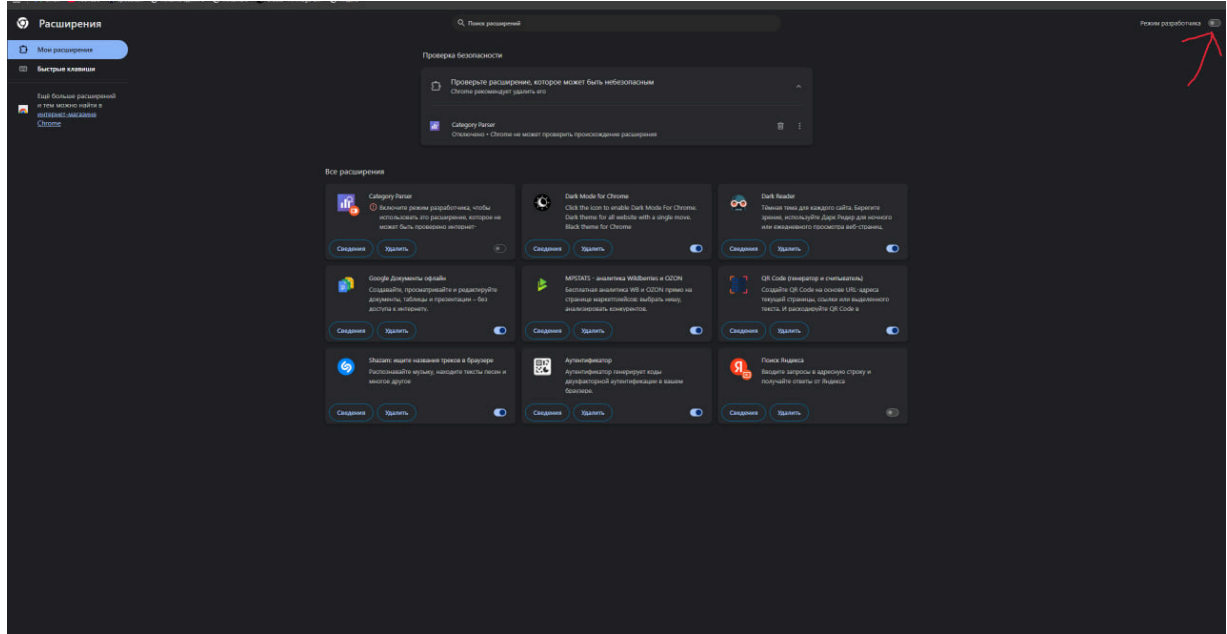 Расширения
Поиск расширений
Режим разработчика
Мои расширения
Быстрые клавиши
Ещё больше расширений
и тем можно найти в
интернет-магазине
Chrome
Проверка безопасности
Проверьте расширение, которое может быть небезопасным
Chrome рекомендует удалить его
Category Parser
Отключено • Chrome не может проверить происхождение расширения
Все расширения
Category Parser
Включите режим разработчика, чтобы
использовать это расширение, которое не
может быть проверено интернет-
Сведения
Удалить
Dark Mode for Chrome
Click the icon to enable Dark Mode For Chrome.
Dark theme for all website with a single move.
Black theme for Chrome
Сведения
Удалить
Dark Reader
Тёмная тема для каждого сайта. Берегите
зрение, используйте Дарк Ридер для ночного
или ежедневного просмотра веб-страниц.
Сведения
Удалить
Google Документы офлайн
Создавайте, просматривайте и редактируйте
документы, таблицы и презентации – без
доступа к интернету.
Сведения
Удалить
MPSTATS - аналитика Wildberries и OZON
Бесплатная аналитика WB и OZON прямо на
странице маркетплейсов: выбрать нишу,
анализировать конкурентов.
Сведения
Удалить
QR Code (генератор и считыватель)
Создайте QR Code на основе URL-адреса
текущей страницы, ссылки или выделенного
текста. И раскодируйте QR Code в
Сведения
Удалить
Shazam: ищите названия треков в браузере
Распознавайте музыку, находите тексты песен и
многое другое
Сведения
Удалить
Аутентификатор
Аутентификатор генерирует коды
двухфакторной аутентификации в вашем
браузере.
Сведения
Удалить
Поиск Яндекса
Вводите запросы в адресную строку и
получайте ответы от Яндекса
Сведения
Удалить